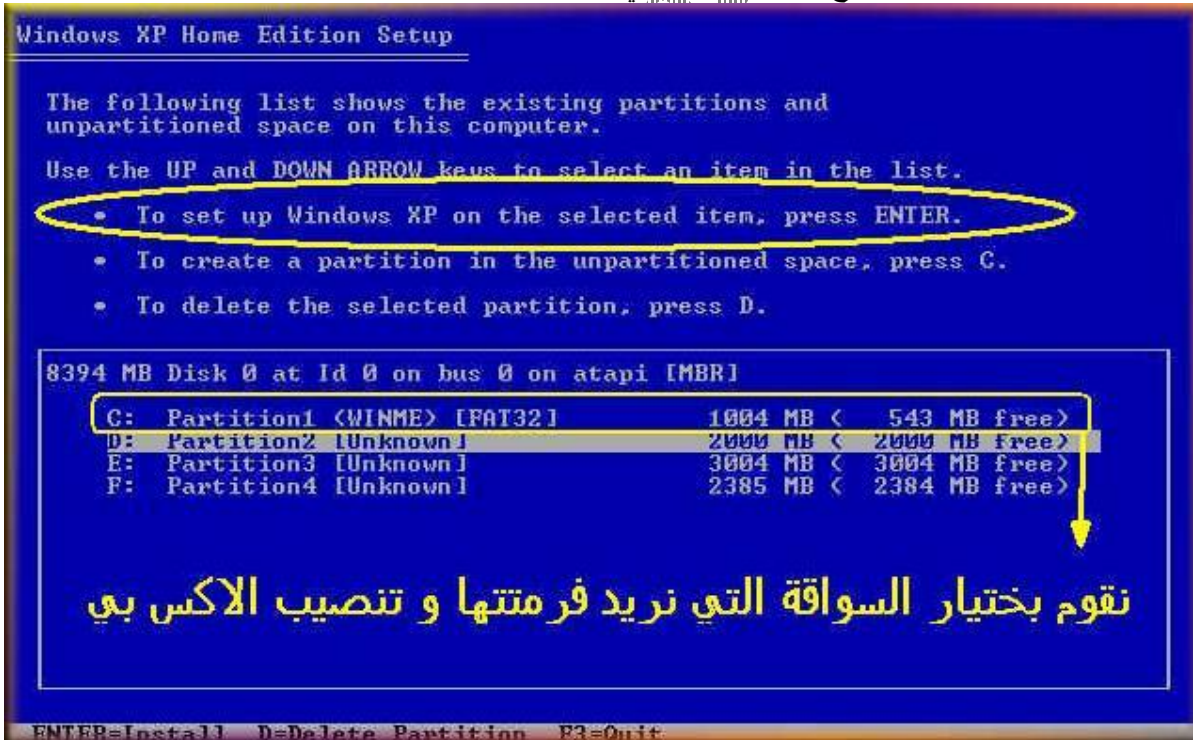 Windows XP Home Edition Setup
The following list shows the existing partitions and
unpartitioned space on this computer.
Use the UP and DOWN ARROW keys to select an item in the list.
• To set up Windows XP on the selected item, press ENTER.
• To create a partition in the unpartitioned space, press C.
• To delete the selected partition, press D.
8394 MB Disk 0 at Id 0 on bus 0 on atapi [MBR]
C: Partition1 <WINME> [FAT32] 1004 MB ( 543 MB free)
D: Partition2 [Unknown] 2000 MB ( 2000 MB free)
E: Partition3 [Unknown] 3004 MB ( 3004 MB free)
F: Partition4 [Unknown] 2385 MB ( 2384 MB free)
نقوم بختيار السواقة التي نريد فرمتتها و تنصيب الاكس بي
ENTER=Install D=Delete Partition F3=Quit